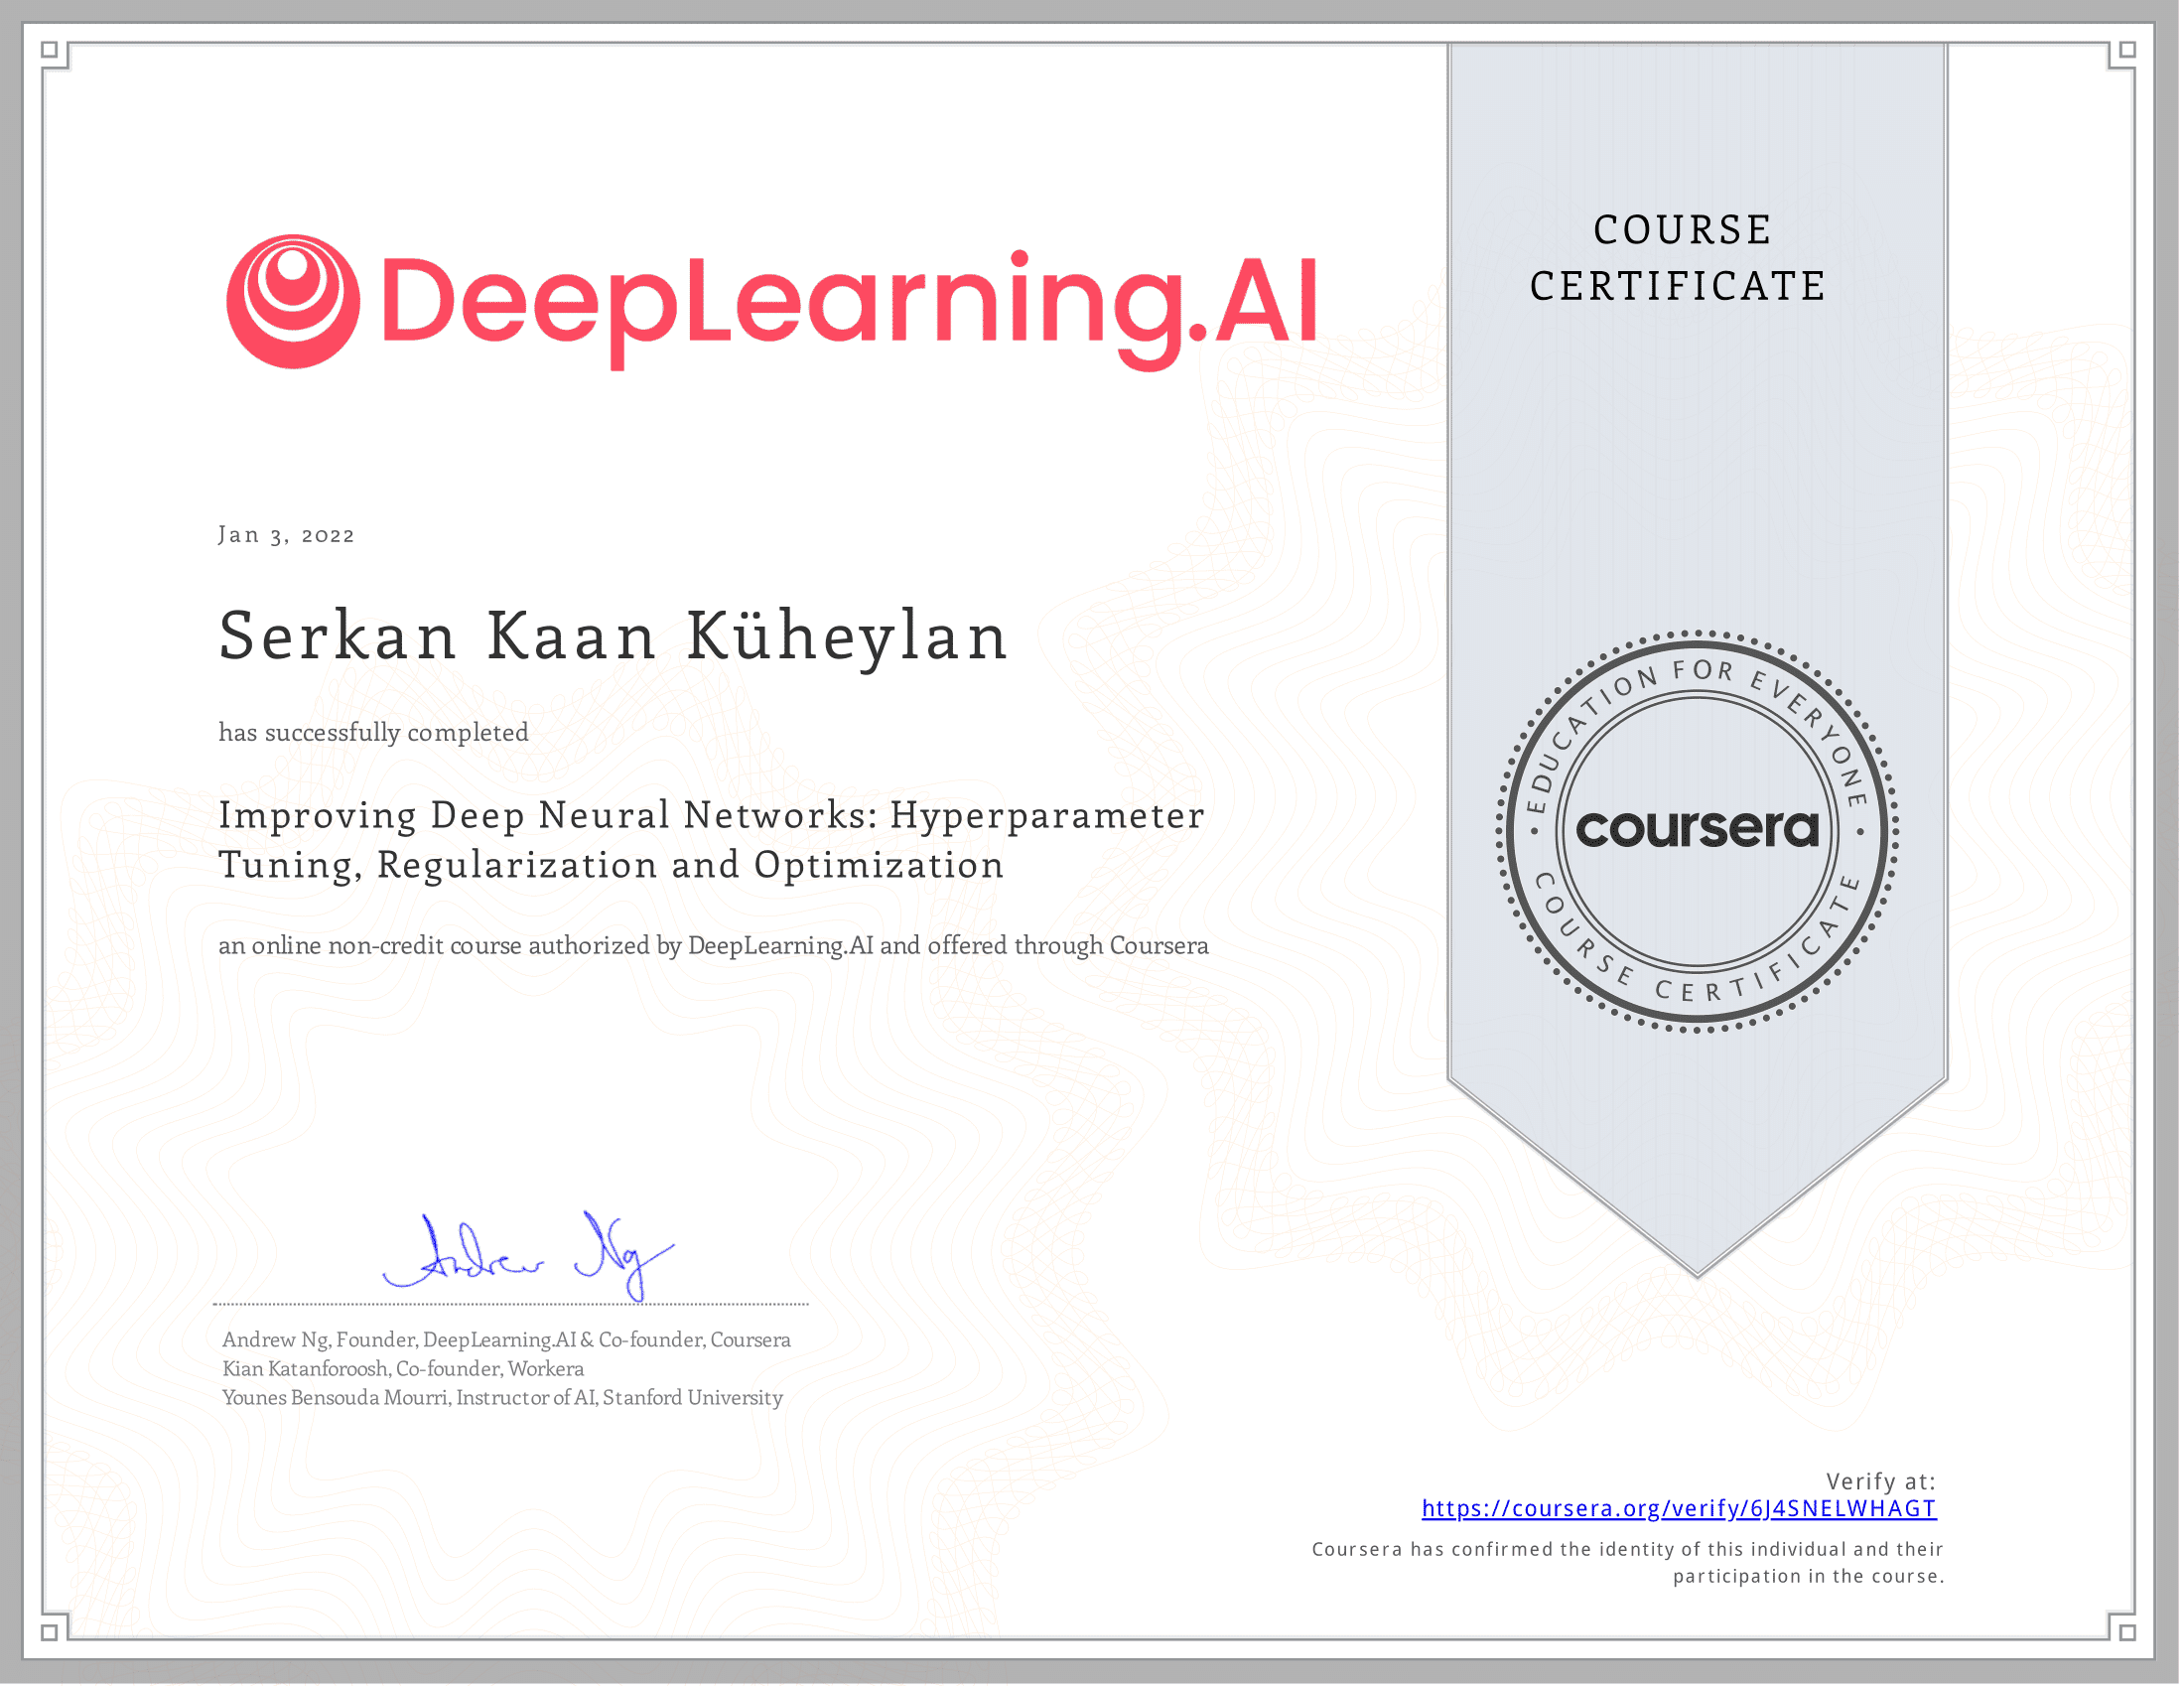 DeepLearning.AI
COURSE
CERTIFICATE
Jan 3, 2022
Serkan Kaan Küheylan
has successfully completed
Improving Deep Neural Networks: Hyperparameter
Tuning, Regularization and Optimization
an online non-credit course authorized by DeepLearning.AI and offered through Coursera
EDUCATION FOR EVERYONE
coursera
COURSE CERTIFICATE
Andrew Ng
Andrew Ng, Founder, DeepLearning.AI & Co-founder, Coursera
Kian Katanforoosh, Co-founder, Workera
Younes Bensouda Mourri, Instructor of AI, Stanford University
Verify at:
https://coursera.org/verify/6J4SNELWHAGT
Coursera has confirmed the identity of this individual and their
participation in the course.